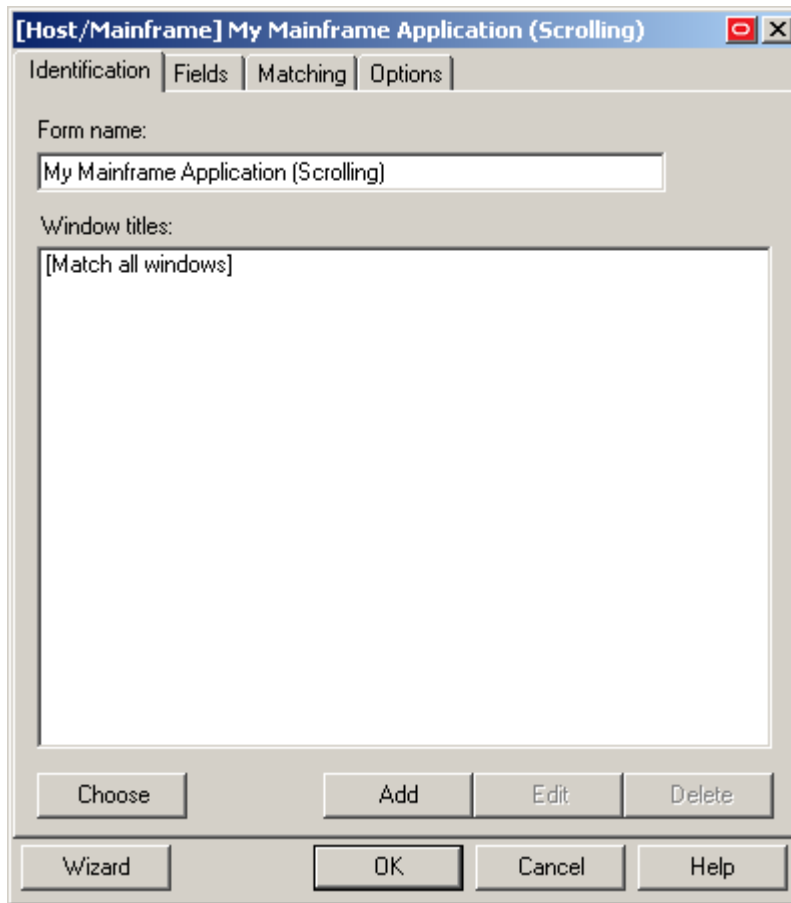 [Host/Mainframe] My Mainframe Application (Scrolling)
Identification Fields Matching Options
Form name:
My Mainframe Application (Scrolling)
Window titles:
[Match all windows]
Choose Add Edit Delete
Wizard OK Cancel Help